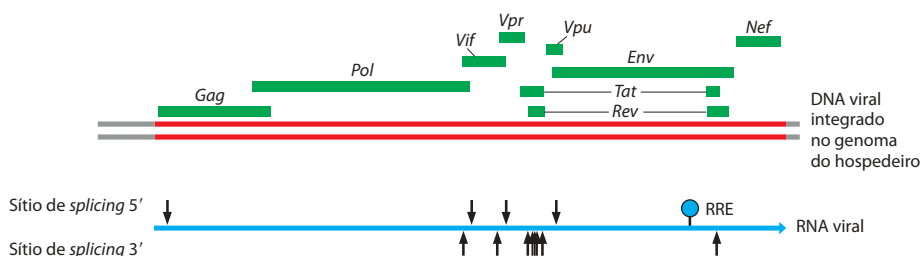 Vpr
Nef
Vif
Vpu
Pol
Env
Gag
Tat
Rev
DNA viral
integrado
no genoma
do hospedeiro
Sítio de splicing 5′
RRE
RNA viral
Sítio de splicing 3′